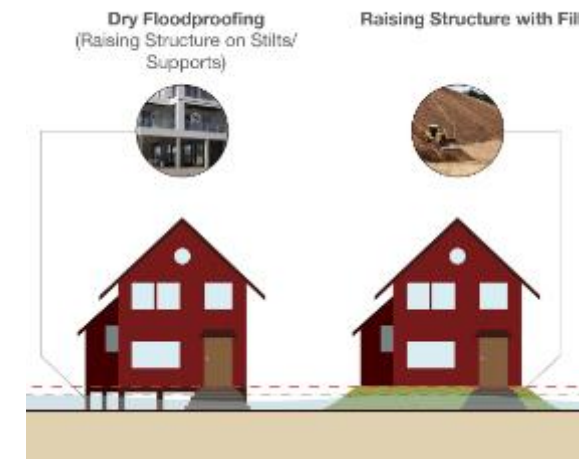 Dry Floodproofing
(Raising Structure on Stilts/
Supports)
Raising Structure with Fill